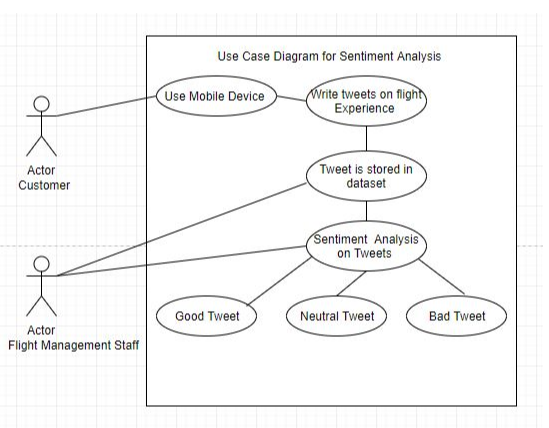 Use Case Diagram for Sentiment Analysis
Use Mobile Device
Write tweets on flight
Experience
Actor
Customer
Tweet is stored in
dataset
Sentiment Analysis
on Tweets
Actor
Flight Management Staff
Good Tweet
Neutral Tweet
Bad Tweet